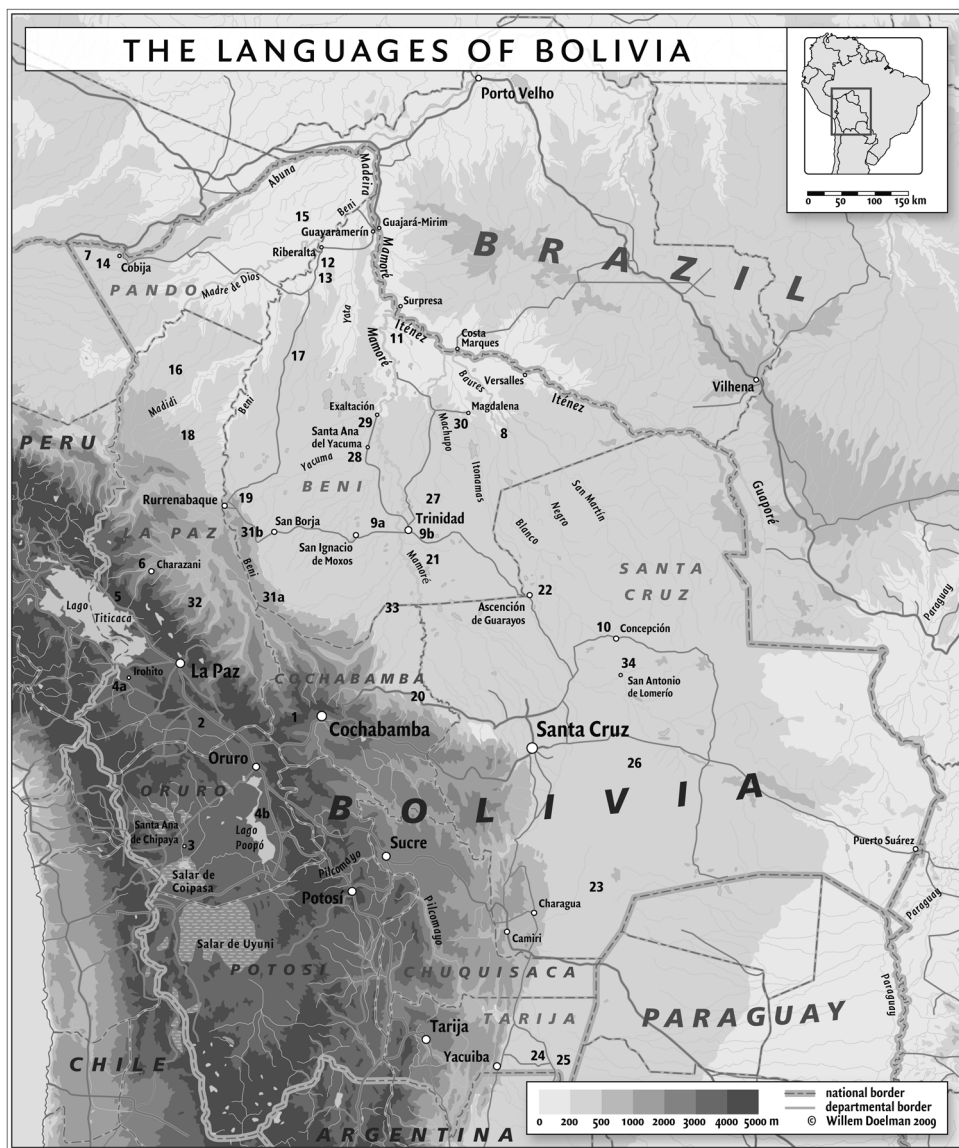 THE LANGUAGES OF BOLIVIA
0 50 100 150 km
Porto Velho
Abuna
Madeira
15
Beni
Guayaramerín
Guajará-Mirim
BRAZIL
7
14
Cobija
Riberalta
12
13
Mamoré
PANDO
Madre de Dios
Yata
Surpresa
Iténez
Mamoré
11
Costa
Marques
17
16
Baures
Versalles
Iténez
Vilhena
Madidi
Beni
Exaltación
29
Magdalena
30
8
Machupo
18
Santa Ana
del Yacuma
28
Yacuma
PERU
BENI
Itonamas
San Martín
Negro
Blanco
Guaporé
19
Rurrenabaque
27
LA PAZ
31b
San Borja
9a
Trinidad
9b
San Ignacio
de Moxos
Mamoré
21
6
Charazani
Beni
SANTA
CRUZ
Paraguay
5
Lago
Titicaca
32
31a
33
22
Ascención
de Guarayos
10
Concepción
Irohito
4a
La Paz
COCHABAMBA
34
San Antonio
de Lomerío
20
2
1
Cochabamba
Santa Cruz
Oruro
26
ORURO
BOLIVIA
4b
Santa Ana
de Chipaya
3
Lago
Poopó
Sucre
Puerto Suárez
Salar de
Coipasa
Pilcomayo
Potosí
23
Paraguay
Pilcomayo
Charagua
Salar de Uyuni
Camiri
POTOSI
CHUQUISACA
Paraguay
TARIJA
PARAGUAY
Tarija
Yacuiba
24
25
CHILE
ARGENTINA
0 200 500 1000 2000 3000 4000 5000 m
national border
departmental border
© Willem Doelman 2009